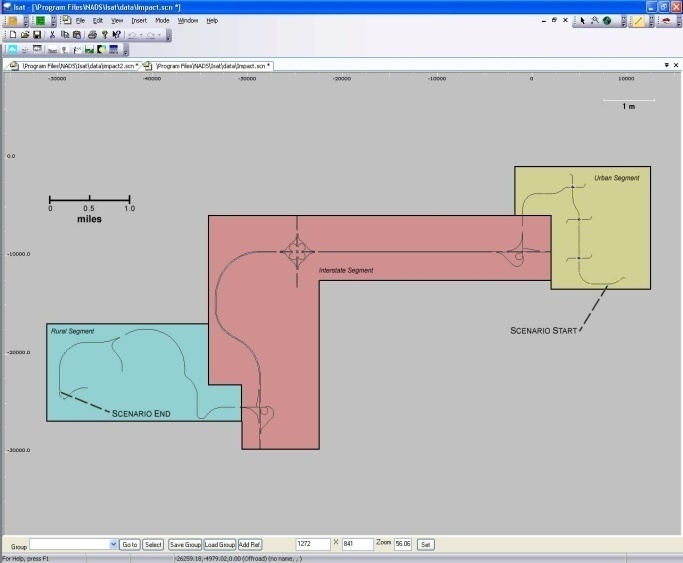 Isat - [\Program Files\NADS\Isat\data\Impact.scn *]
File Edit View Insert Mode Window Help
\Program Files\NADS\Isat\data\mpact2.scn * \Program Files\NADS\Isat\data\Impact.scn *
-30000 -40000 -30000 -20000 -10000 0 10000
1 m
0.0
Urban Segment
0 0.5 1.0
miles
-10000.0
Interstate Segment
Rural Segment
SCENARIO START
-20000.0
SCENARIO END
-30000.0
Group Go to Select Save Group Load Group Add Ref. 1272 X 841 Zoom 56.06 Set
For Help, press F1 -26259.18,-4979.02,0.00 (Offroad) (no name, , )